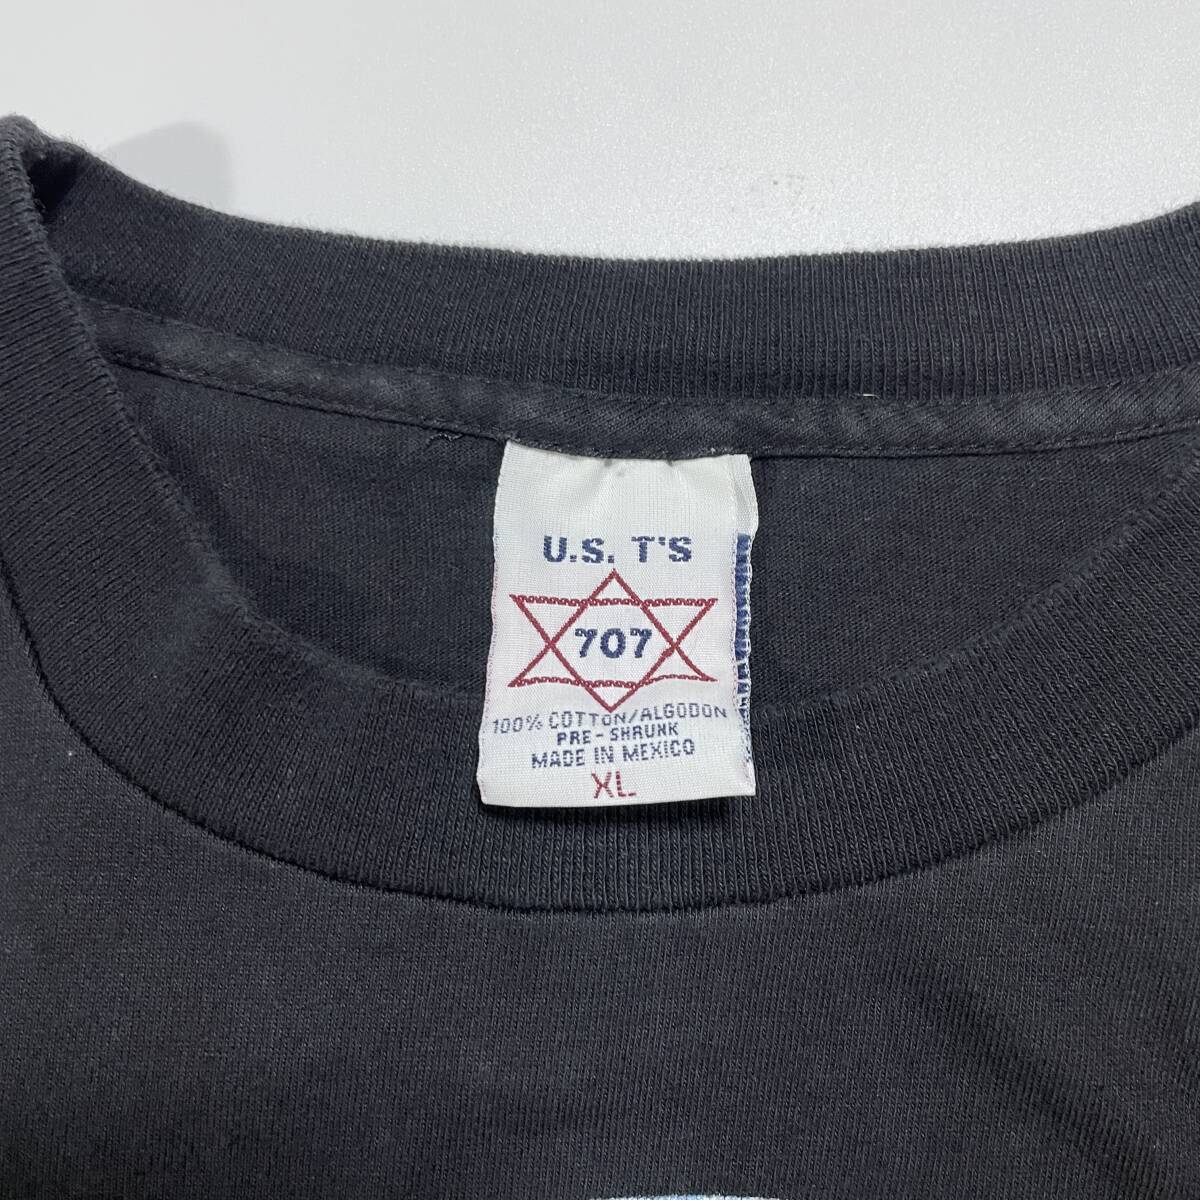 U.S. T'S
707
100% COTTON/ALGODON
PRE-SHRUNK
MADE IN MEXICO
XL